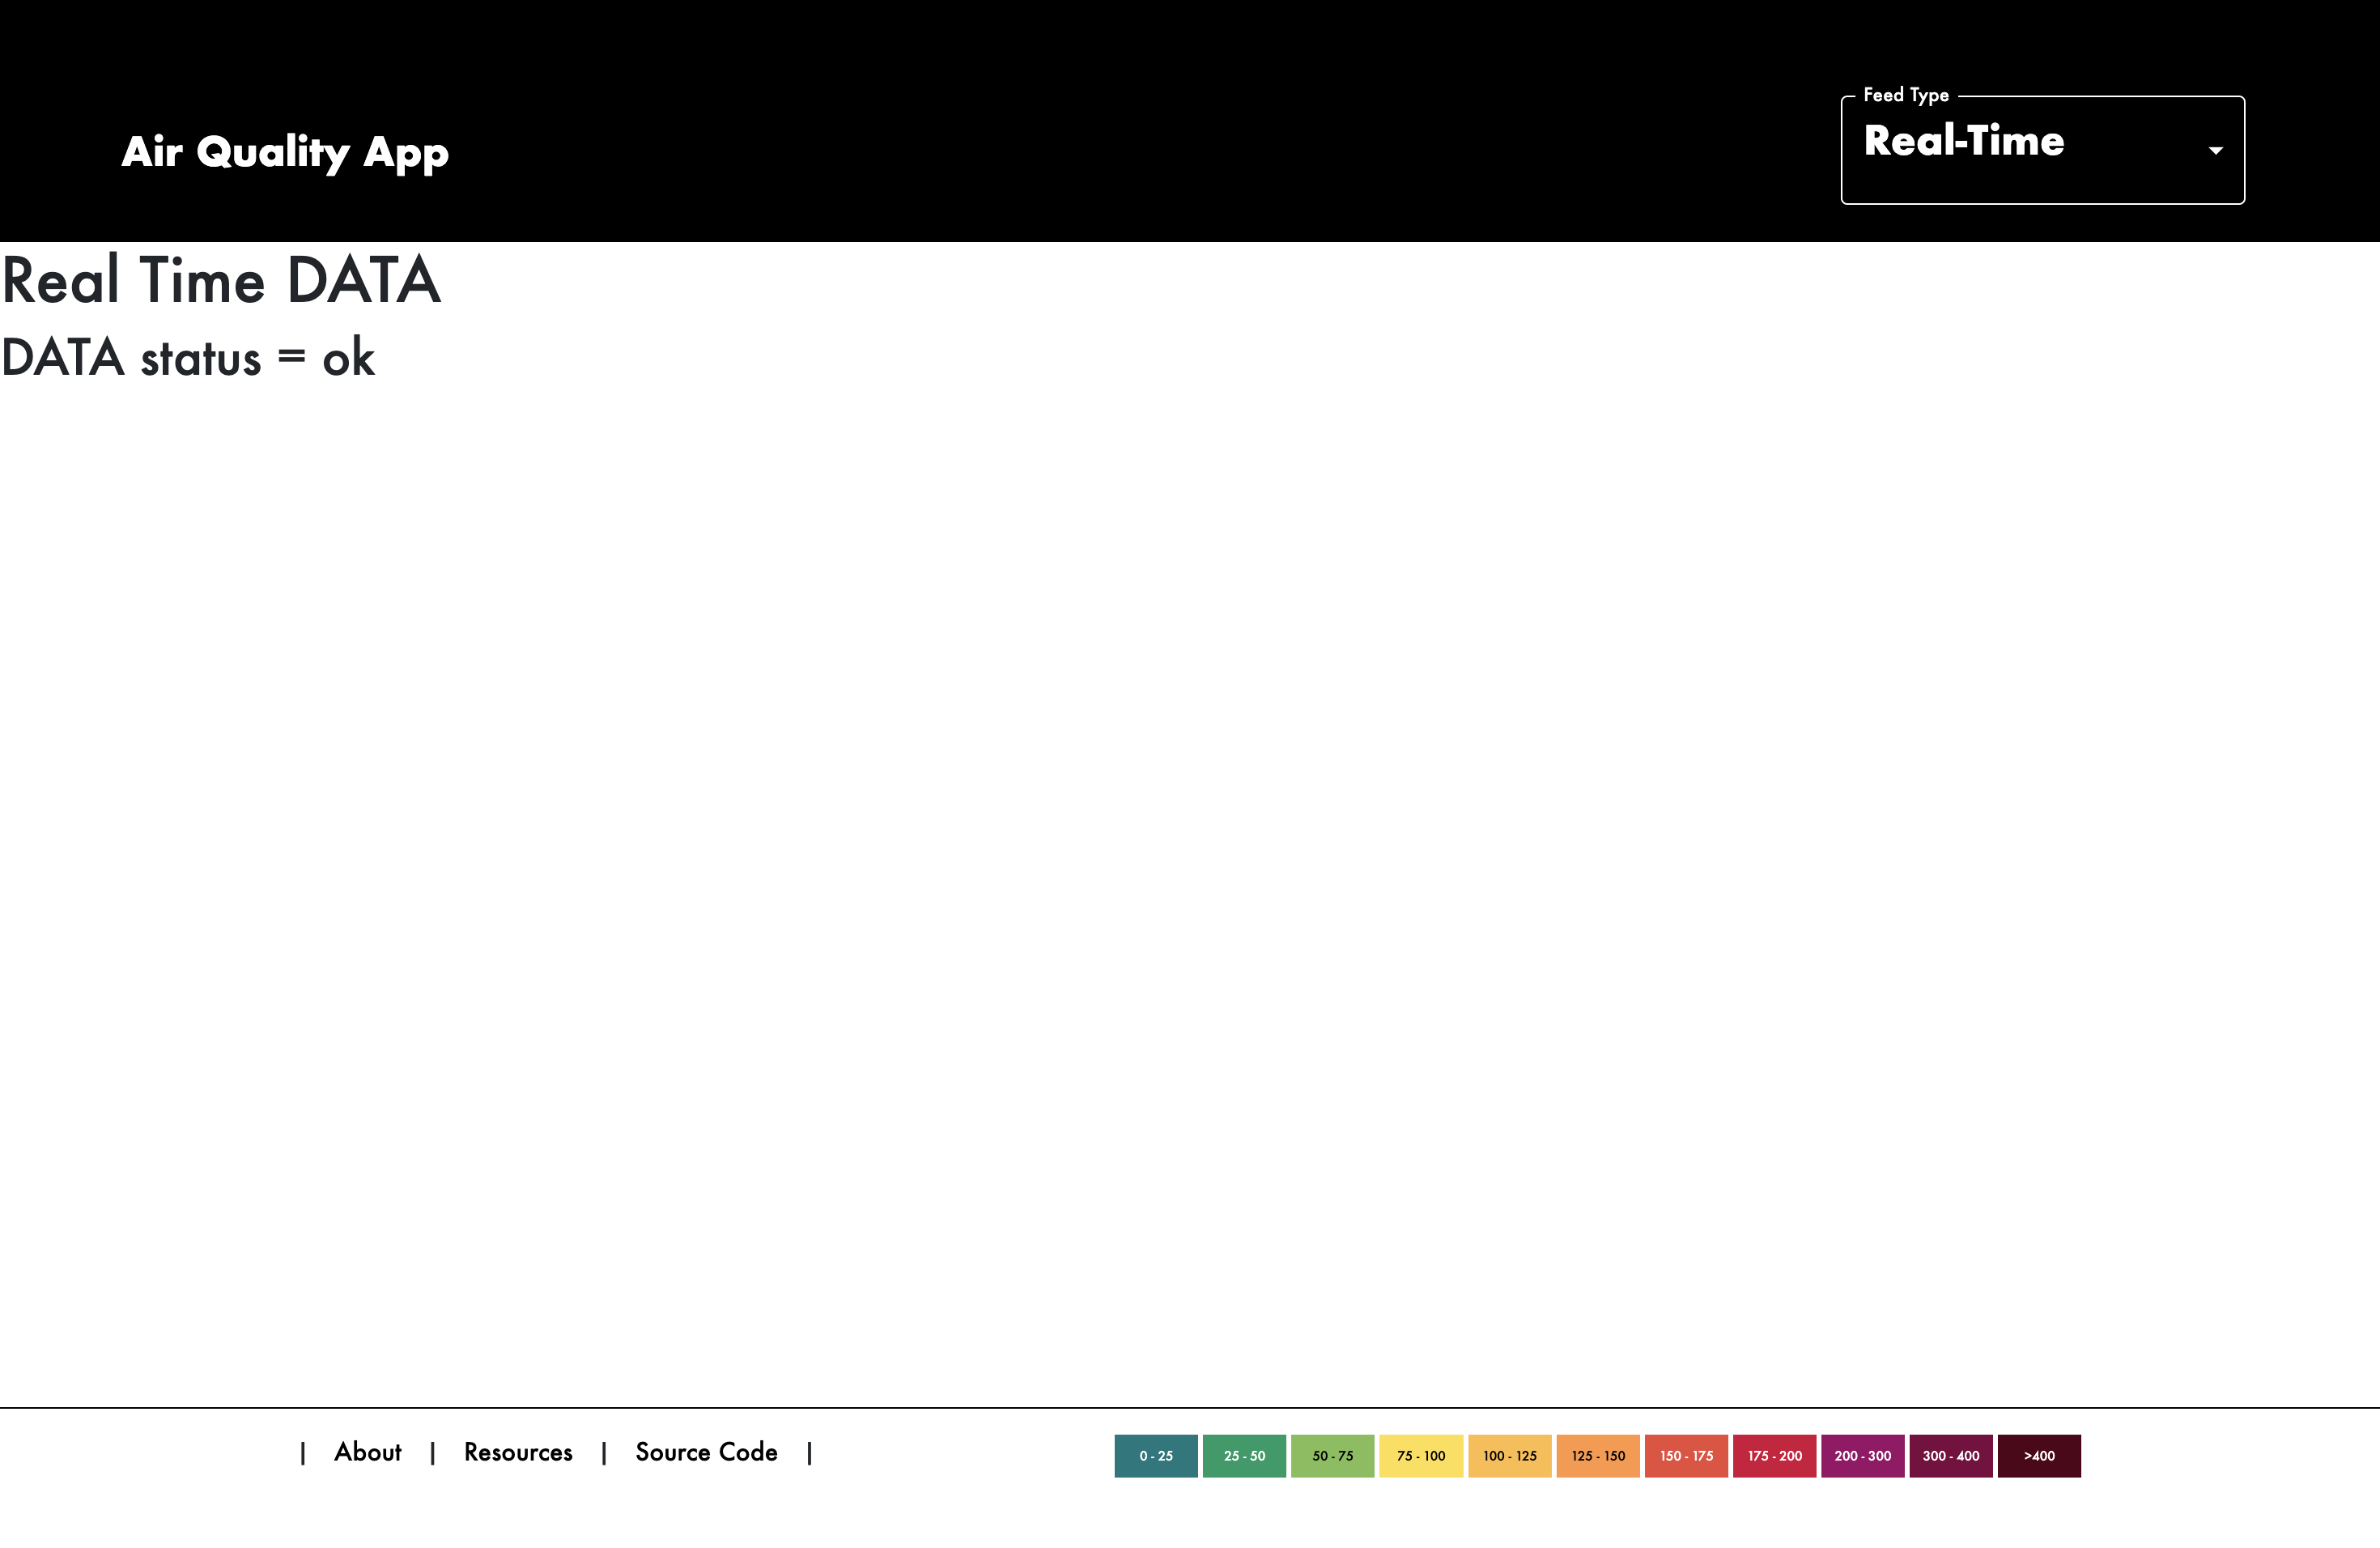 Air Quality App
Feed Type
Real-Time
Real Time DATA
DATA status = ok
| About | Resources | Source Code |
0 - 25 25 - 50 50 - 75 75 - 100 100 - 125 125 - 150 150 - 175 175 - 200 200 - 300 300 - 400 >400